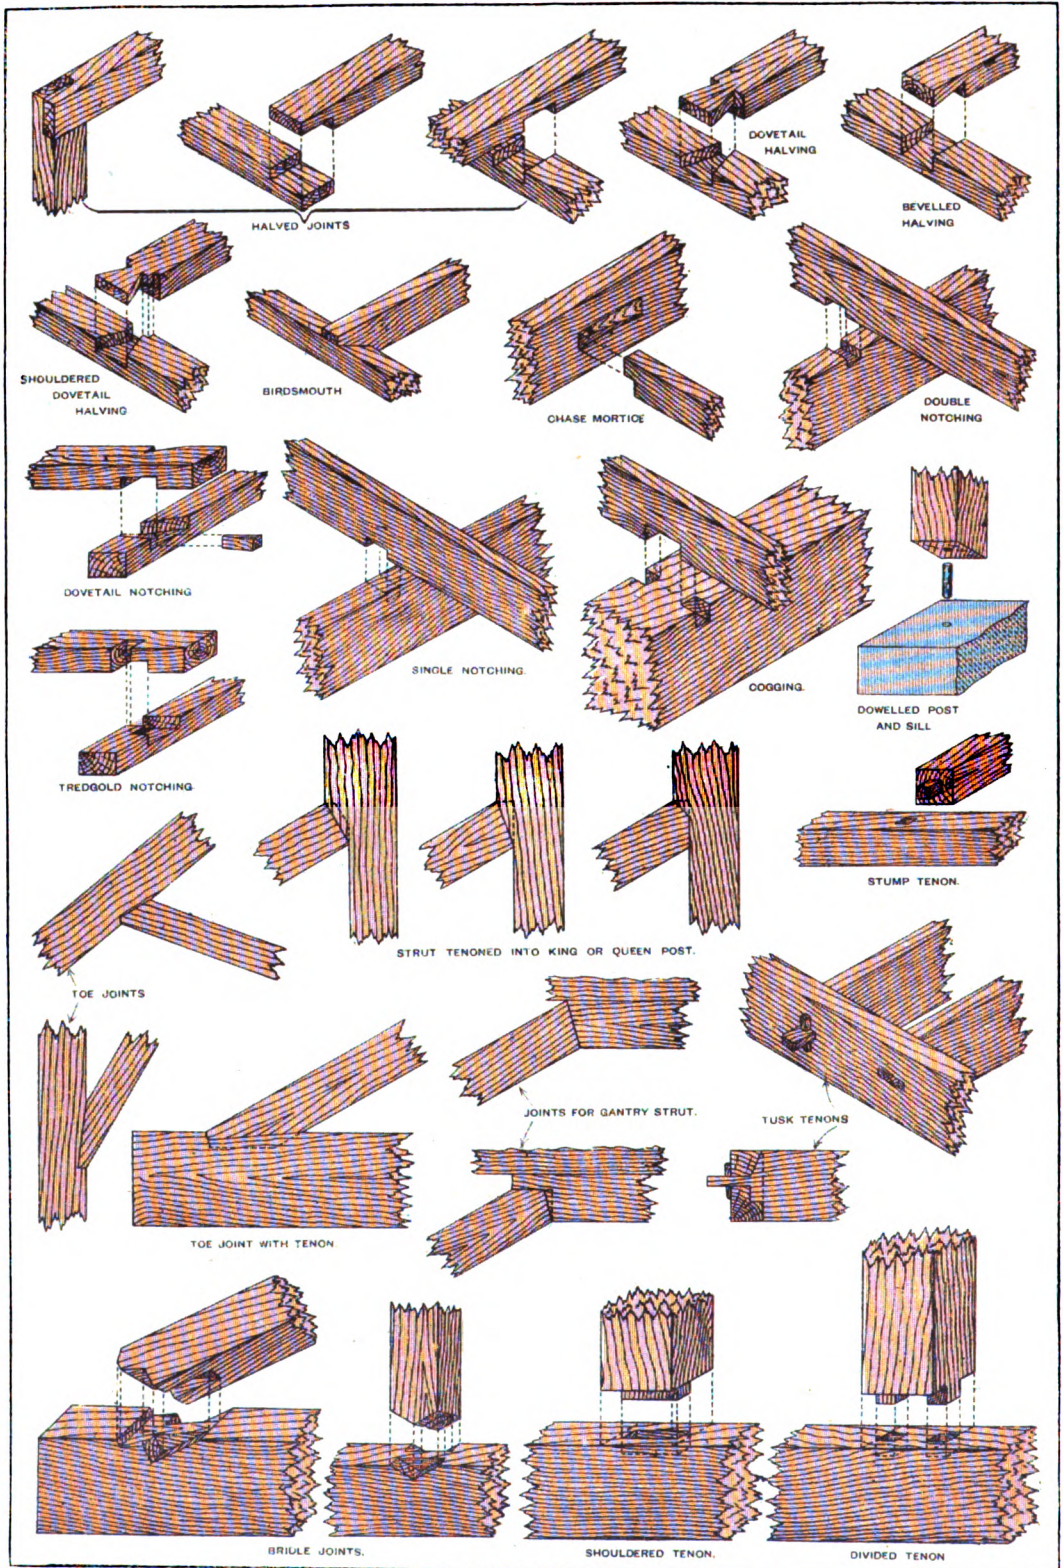 DOVETAIL
HALVING
HALVED JOINTS
BEVELLED
HALVING
SHOULDERED
DOVETAIL
HALVING
BIRDSMOUTH
CHASE MORTICE
DOUBLE
NOTCHING
DOVETAIL NOTCHING
SINGLE NOTCHING.
COGGING.
DOWELLED POST
AND SILL
TREDGOLD NOTCHING.
STUMP TENON.
STRUT TENONED INTO KING OR QUEEN POST.
TOE JOINTS
JOINTS FOR GANTRY STRUT.
TUSK TENONS
TOE JOINT WITH TENON
BRIDLE JOINTS.
SHOULDERED TENON.
DIVIDED TENON